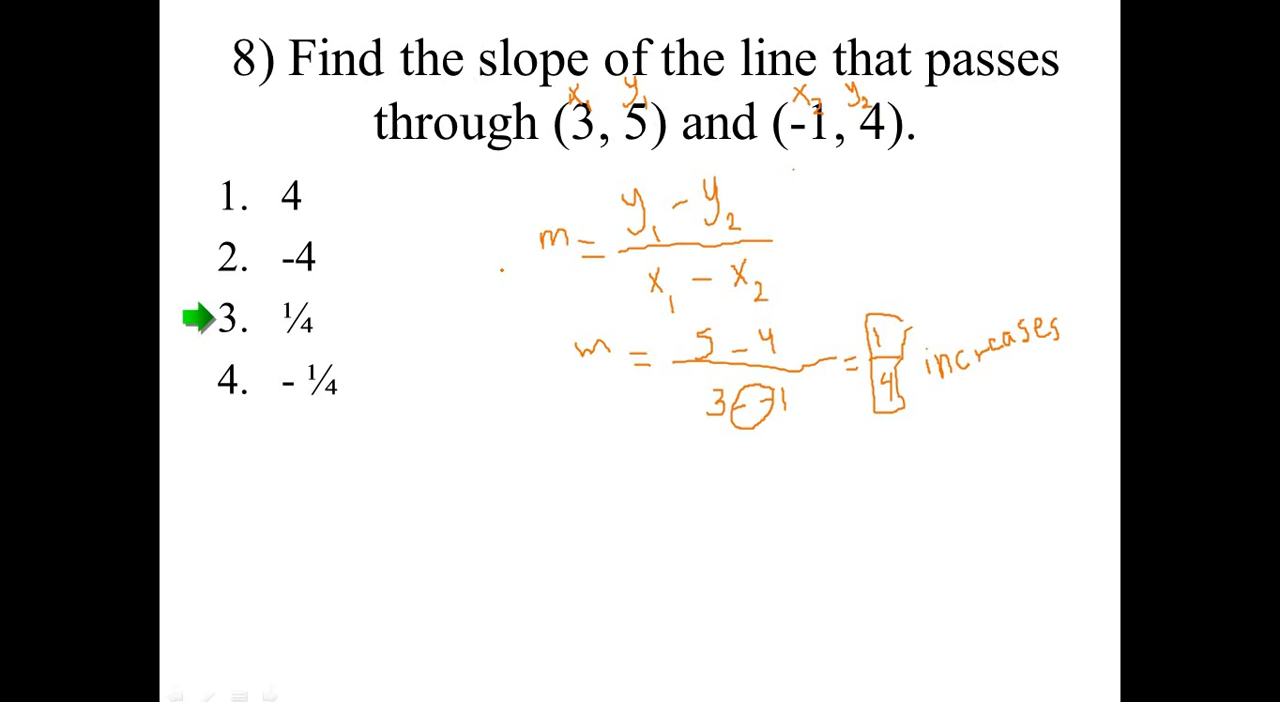 8) Find the slope of the line that passes
x₁ y₁ x₂ y₂
through (3, 5) and (-1, 4).
1. 4
2. -4
3. ¼
4. - ¼
m = y₁ - y₂
x₁ - x₂
m = 5 - 4 = 1 increases
3 - -1 4